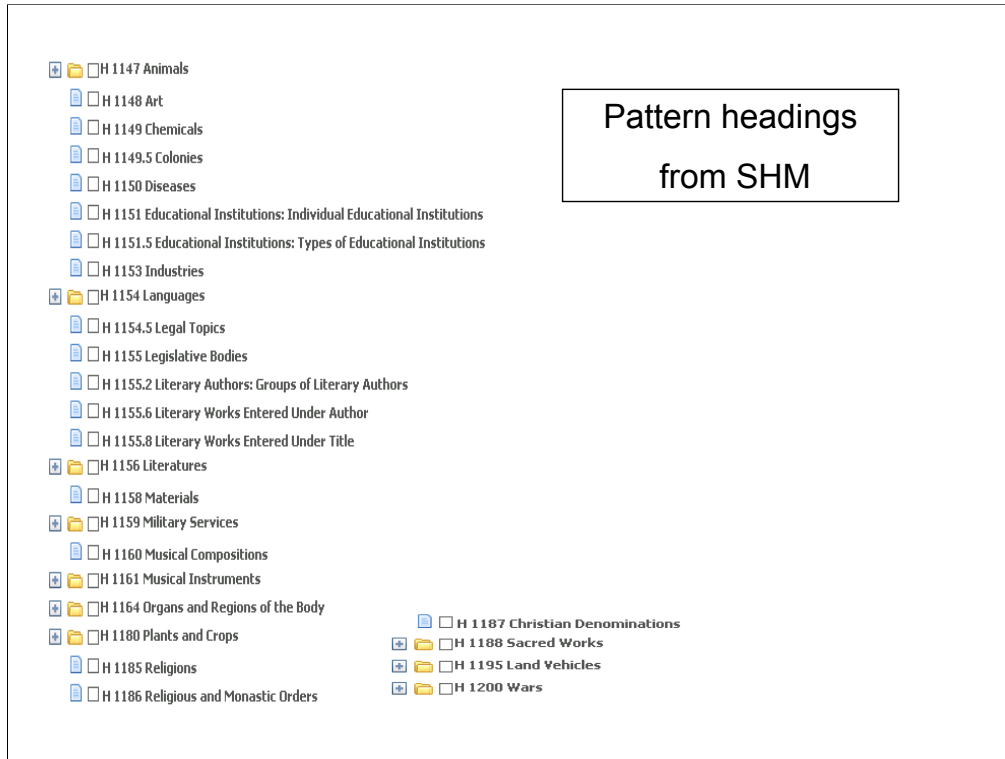 H 1147 Animals
H 1148 Art
H 1149 Chemicals
H 1149.5 Colonies
H 1150 Diseases
H 1151 Educational Institutions: Individual Educational Institutions
H 1151.5 Educational Institutions: Types of Educational Institutions
H 1153 Industries
H 1154 Languages
H 1154.5 Legal Topics
H 1155 Legislative Bodies
H 1155.2 Literary Authors: Groups of Literary Authors
H 1155.6 Literary Works Entered Under Author
H 1155.8 Literary Works Entered Under Title
H 1156 Literatures
H 1158 Materials
H 1159 Military Services
H 1160 Musical Compositions
H 1161 Musical Instruments
H 1164 Organs and Regions of the Body
H 1180 Plants and Crops
H 1185 Religions
H 1186 Religious and Monastic Orders
H 1187 Christian Denominations
H 1188 Sacred Works
H 1195 Land Vehicles
H 1200 Wars
Pattern headings
from SHM